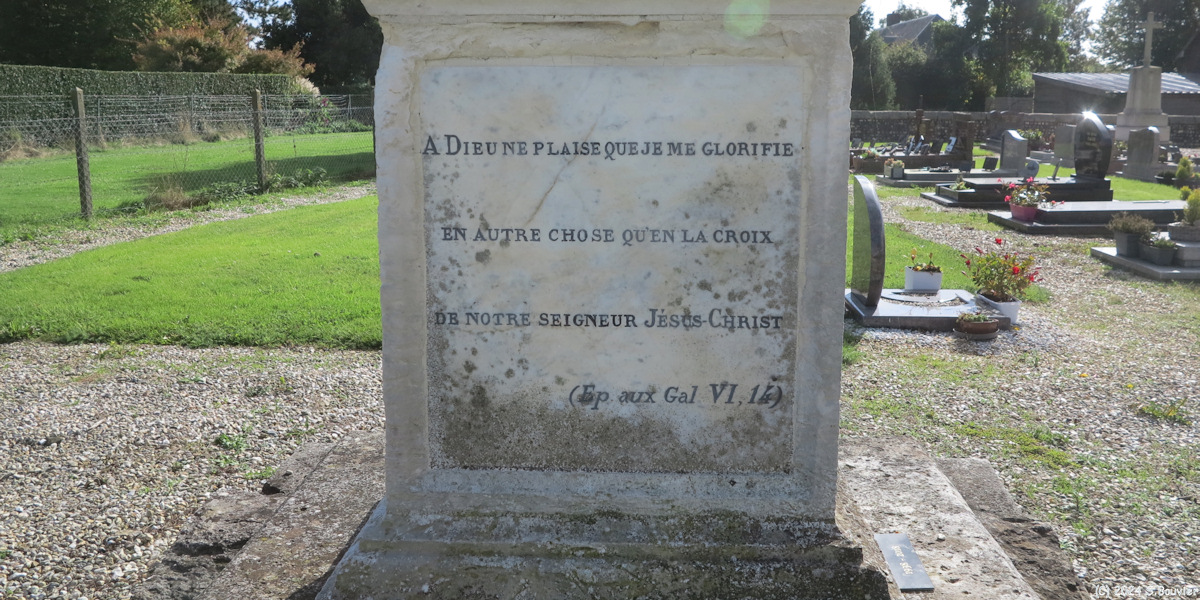 A DIEU NE PLAISE QUE JE ME GLORIFIE
EN AUTRE CHOSE QU'EN LA CROIX
DE NOTRE SEIGNEUR JÉSUS-CHRIST
(Ep. aux Gal VI, 14)
(C) 2024 S.Bouvier